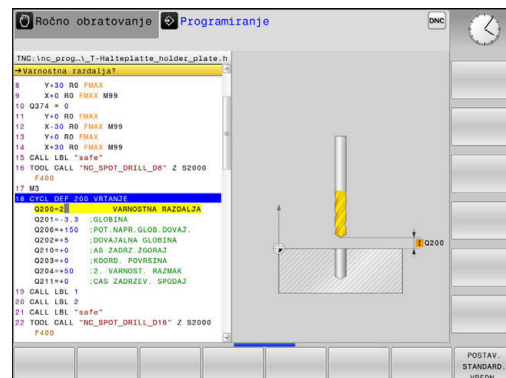 Ročno obratovanje
Programiranje
DNC
TNC:\nc_prog…\_T-Halteplatte_holder_plate.h
→Varnostna razdalja?
8 Y+30 R0 FMAX
9 X+0 R0 FMAX M99
10 Q374 = 0
11 Y+0 R0 FMAX
12 X-30 R0 FMAX M99
13 Y+0 R0 FMAX
14 X+30 R0 FMAX M99
15 CALL LBL "safe"
16 TOOL CALL "NC_SPOT_DRILL_D8" Z S2000
F400
17 M3
18 CYCL DEF 200 VRTANJE
Q200=2 VARNOSTNA RAZDALJA
Q201=-3.3 ;GLOBINA
Q206=+150 ;POT.NAPR.GLOB.DOVAJ.
Q202=+5 ;DOVAJALNA GLOBINA
Q210=+0 ;AS ZADRZ.ZGORAJ
Q203=+0 ;KOORD. POVRSINA
Q204=+50 ;2. VARNOST. RAZMAK
Q211=+0 ;CAS ZADRZEV. SPODAJ
19 CALL LBL 1
20 CALL LBL 2
21 CALL LBL "safe"
22 TOOL CALL "NC_SPOT_DRILL_D16" Z S2000
F400
I Q200
POSTAV.
STANDARD.
VREDN.